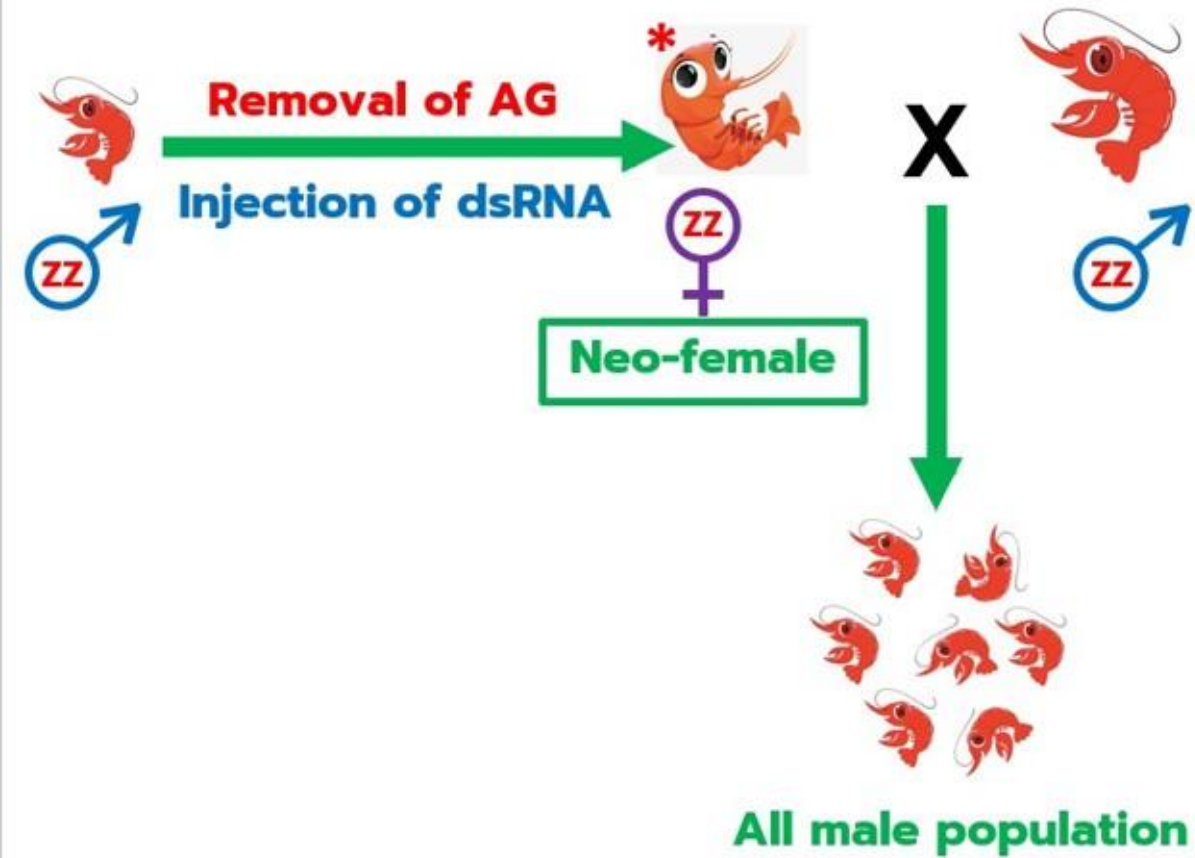 *
Removal of AG
X
Injection of dsRNA
ZZ
ZZ
ZZ
Neo-female
All male population